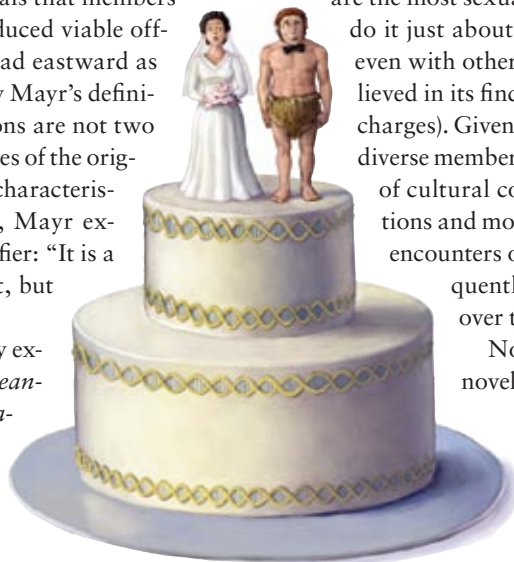 als that members
duced viable off-
ad eastward as
y Mayr's defini-
ons are not two
es of the orig-
characteris-
, Mayr ex-
fier: "It is a
t, but
y ex-
ean-
a-
are the most sexua
do it just about
even with other
lieved in its find
charges). Given
diverse member
of cultural co
tions and mo
encounters o
quentl
over t
No
novel